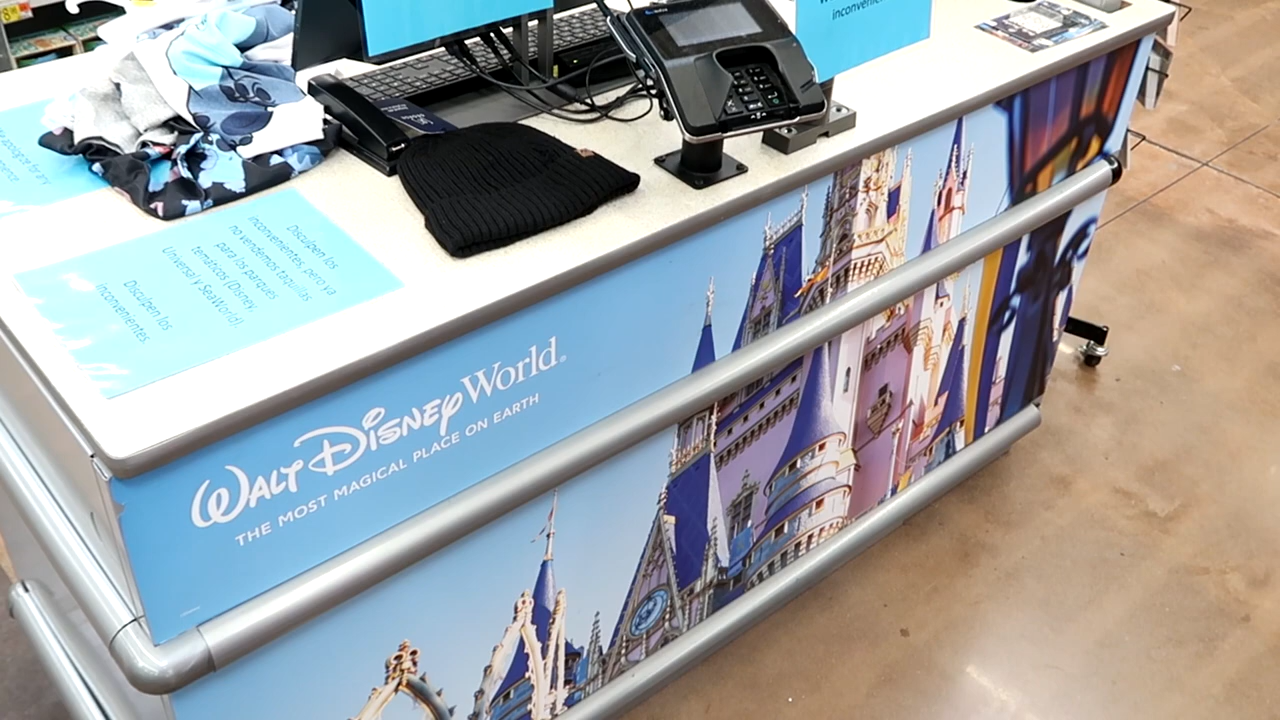 inconvenie
Disculpen los
inconvenientes, pero ya
no vendemos taquillas
para los parques
temáticos (Disney,
Universal y SeaWorld).
Disculpen los
inconvenientes
WALT DISNEY World
THE MOST MAGICAL PLACE ON EARTH